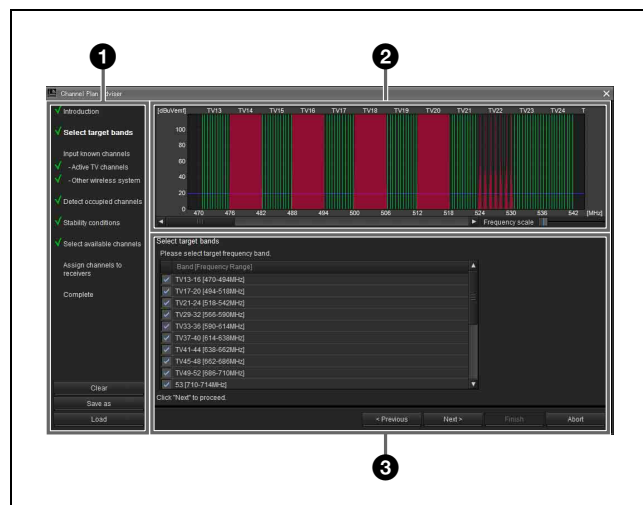 1
2
Channel Plan Adviser
Introduction
Select target bands
Input known channels
- Active TV channels
- Other wireless system
Detect occupied channels
Stability conditions
Select available channels
Assign channels to
receivers
Complete
Clear
Save as
Load
[dBuVemf] TV13 TV14 TV15 TV16 TV17 TV18 TV19 TV20 TV21 TV22 TV23 TV24 T
100
80
60
40
20
0
470 476 482 488 494 500 506 512 518 524 530 536 542 [MHz]
Frequency scale
Select target bands
Please select target frequency band.
Band [Frequency Range]
TV13-16 [470-494MHz]
TV17-20 [494-518MHz]
TV21-24 [518-542MHz]
TV29-32 [566-590MHz]
TV33-36 [590-614MHz]
TV37-40 [614-638MHz]
TV41-44 [638-662MHz]
TV45-48 [662-686MHz]
TV49-52 [686-710MHz]
53 [710-714MHz]
Click "Next" to proceed.
< Previous Next > Finish Abort
3